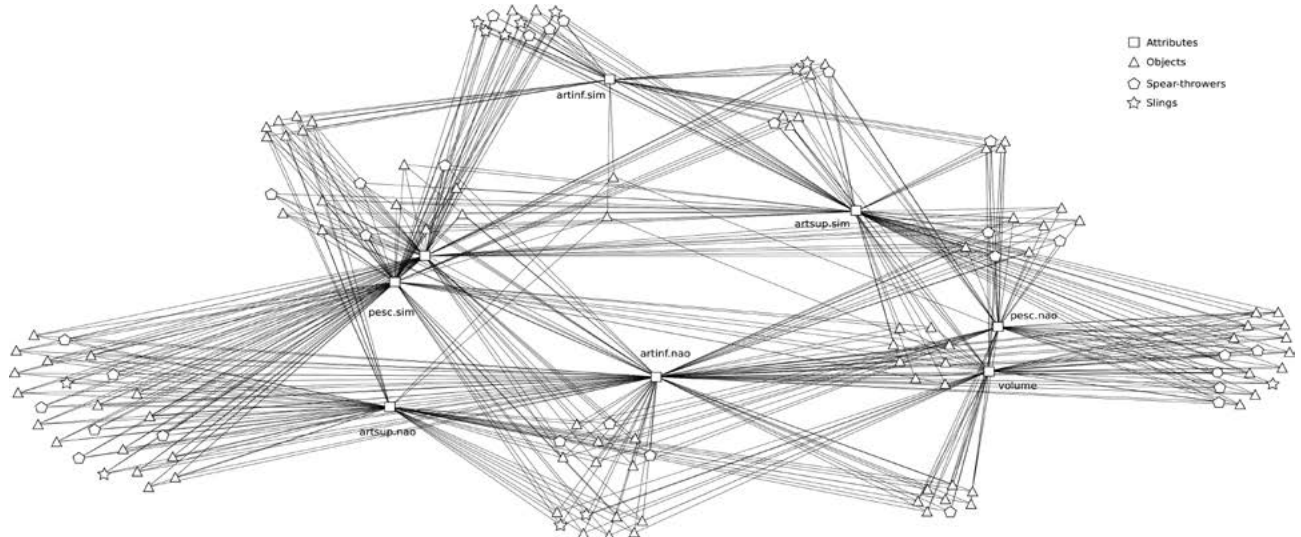 Attributes
Objects
Spear-throwers
Slings
artinf.sim
artsup.sim
pesc.sim
pesc.nao
artinf.nao
volume
artsup.nao